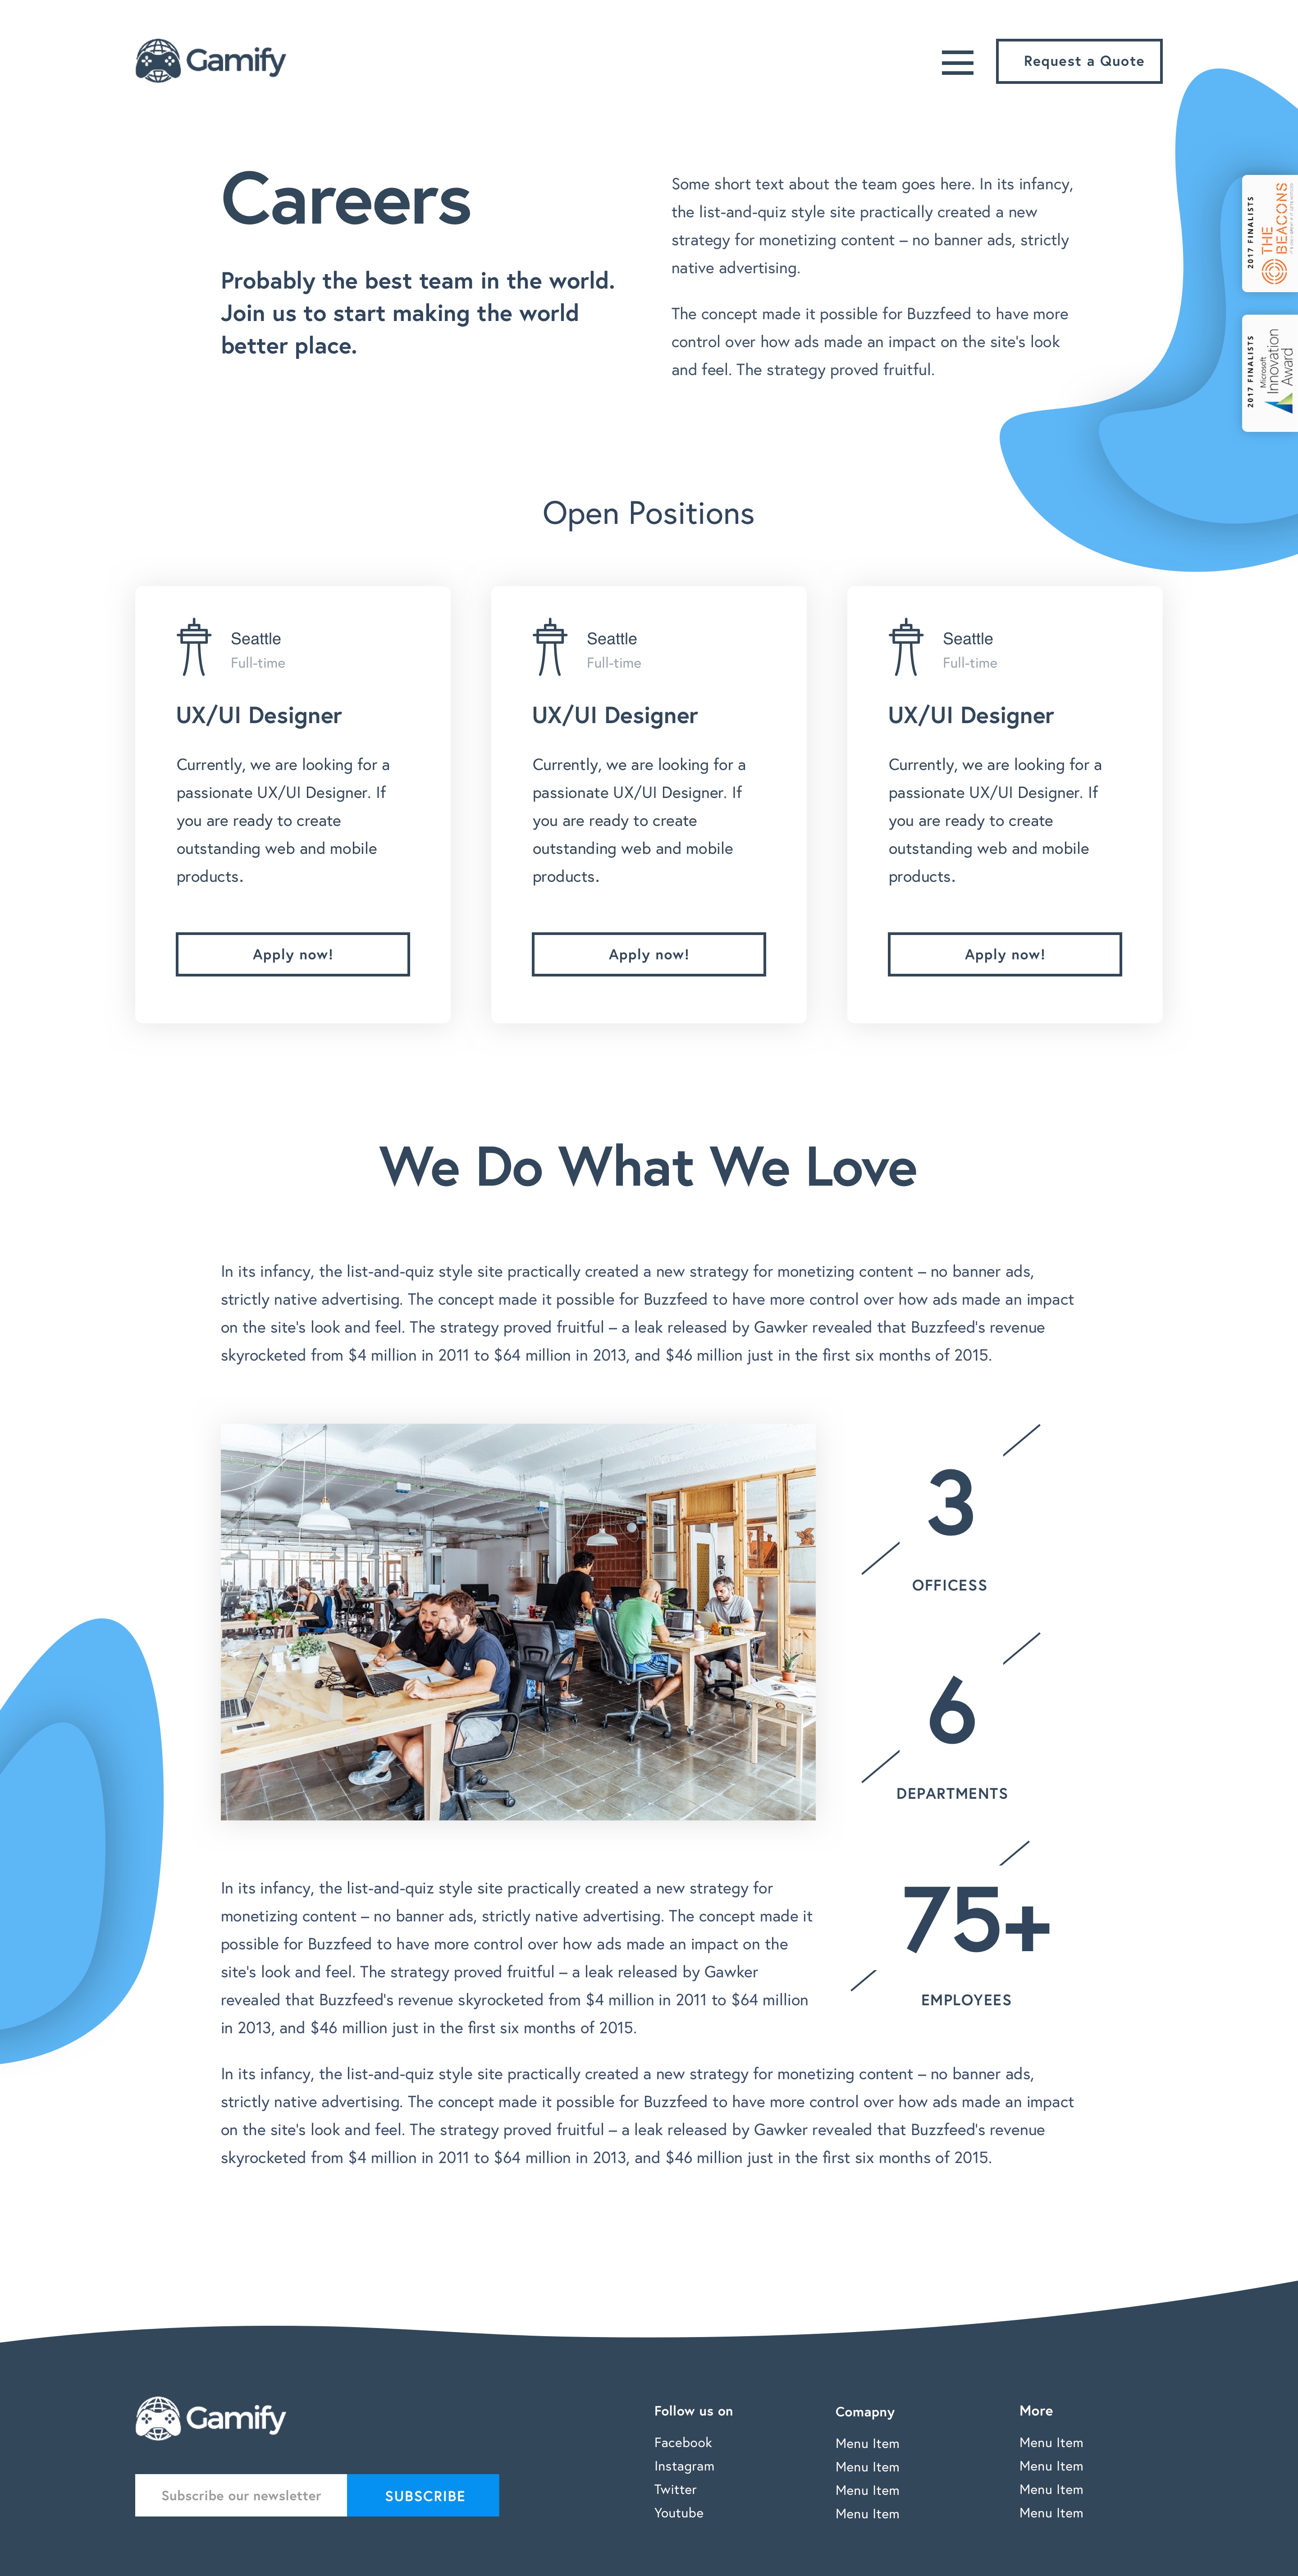 Gamify
Request a Quote
Careers
Probably the best team in the world.
Join us to start making the world
better place.
Some short text about the team goes here. In its infancy,
the list-and-quiz style site practically created a new
strategy for monetizing content – no banner ads, strictly
native advertising.
The concept made it possible for Buzzfeed to have more
control over how ads made an impact on the site's look
and feel. The strategy proved fruitful.
2017 FINALISTS
THE
BEACONS
2017 FINALISTS
Microsoft
Innovation
Award
Open Positions
Seattle
Full-time
UX/UI Designer
Currently, we are looking for a
passionate UX/UI Designer. If
you are ready to create
outstanding web and mobile
products.
Apply now!
Seattle
Full-time
UX/UI Designer
Currently, we are looking for a
passionate UX/UI Designer. If
you are ready to create
outstanding web and mobile
products.
Apply now!
Seattle
Full-time
UX/UI Designer
Currently, we are looking for a
passionate UX/UI Designer. If
you are ready to create
outstanding web and mobile
products.
Apply now!
We Do What We Love
In its infancy, the list-and-quiz style site practically created a new strategy for monetizing content – no banner ads,
strictly native advertising. The concept made it possible for Buzzfeed to have more control over how ads made an impact
on the site's look and feel. The strategy proved fruitful – a leak released by Gawker revealed that Buzzfeed's revenue
skyrocketed from $4 million in 2011 to $64 million in 2013, and $46 million just in the first six months of 2015.
3
OFFICESS
6
DEPARTMENTS
75+
EMPLOYEES
In its infancy, the list-and-quiz style site practically created a new strategy for
monetizing content – no banner ads, strictly native advertising. The concept made it
possible for Buzzfeed to have more control over how ads made an impact on the
site's look and feel. The strategy proved fruitful – a leak released by Gawker
revealed that Buzzfeed's revenue skyrocketed from $4 million in 2011 to $64 million
in 2013, and $46 million just in the first six months of 2015.
In its infancy, the list-and-quiz style site practically created a new strategy for monetizing content – no banner ads,
strictly native advertising. The concept made it possible for Buzzfeed to have more control over how ads made an impact
on the site's look and feel. The strategy proved fruitful – a leak released by Gawker revealed that Buzzfeed's revenue
skyrocketed from $4 million in 2011 to $64 million in 2013, and $46 million just in the first six months of 2015.
Gamify
Subscribe our newsletter
SUBSCRIBE
Follow us on
Facebook
Instagram
Twitter
Youtube
Comapny
Menu Item
Menu Item
Menu Item
Menu Item
More
Menu Item
Menu Item
Menu Item
Menu Item